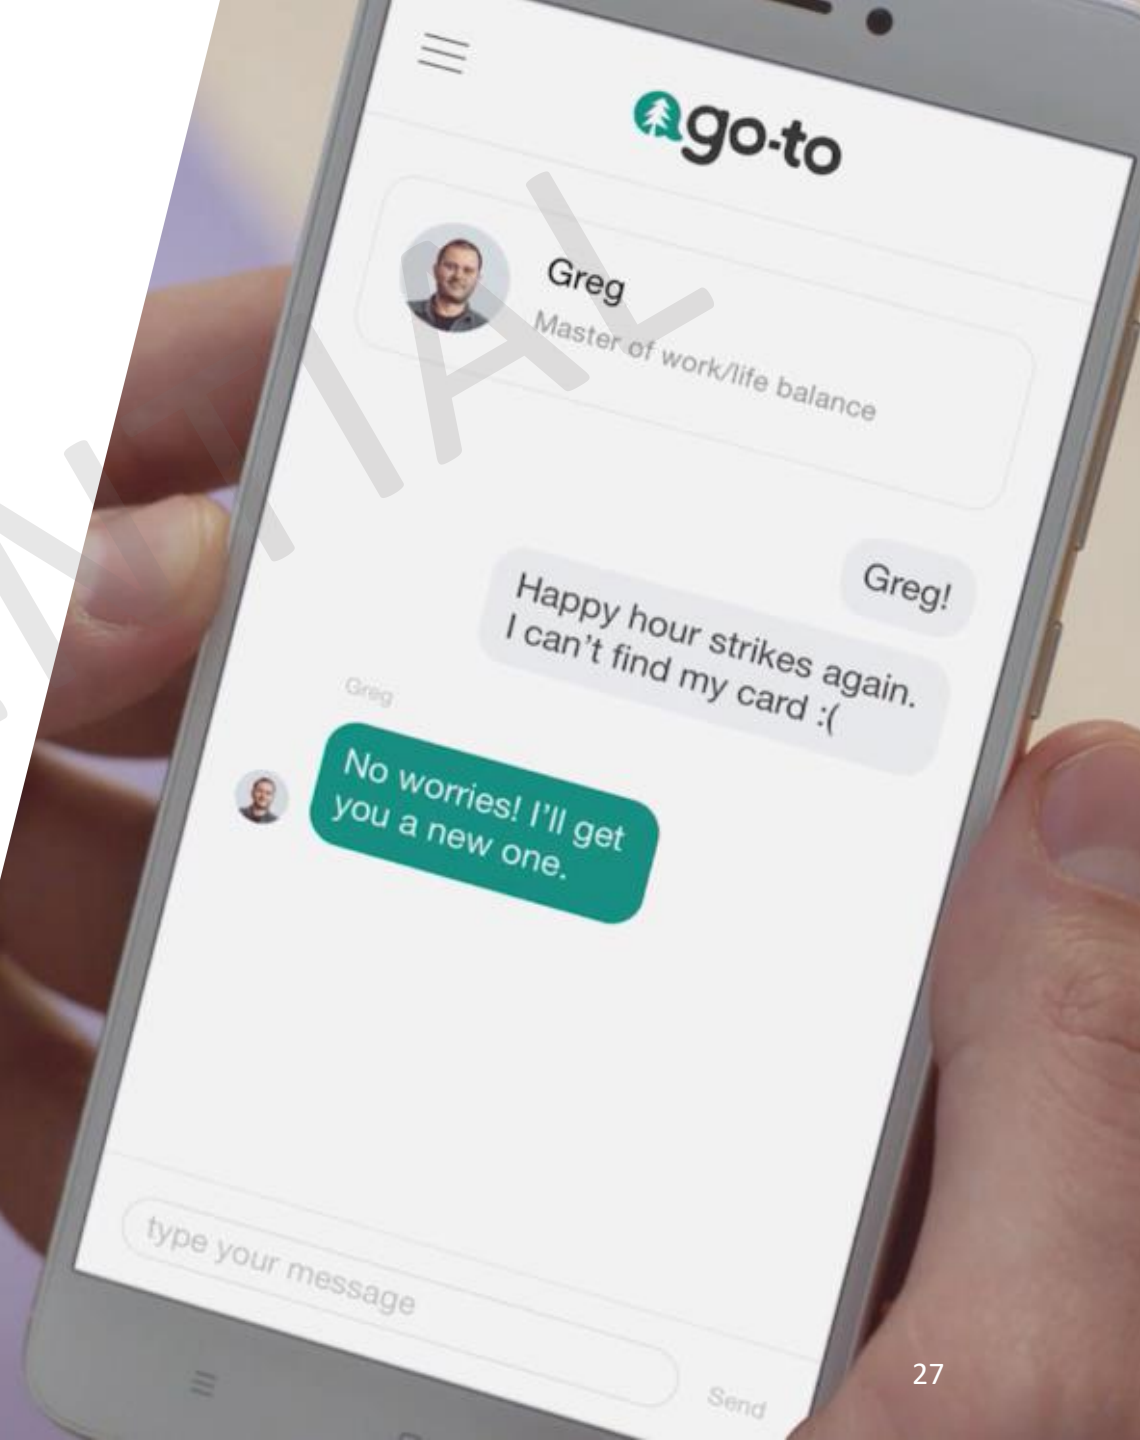 go-to
Greg
Master of work/life balance
Greg!
Happy hour strikes again.
I can't find my card :(
Greg
No worries! I'll get
you a new one.
type your message
Send
NTIAL
27